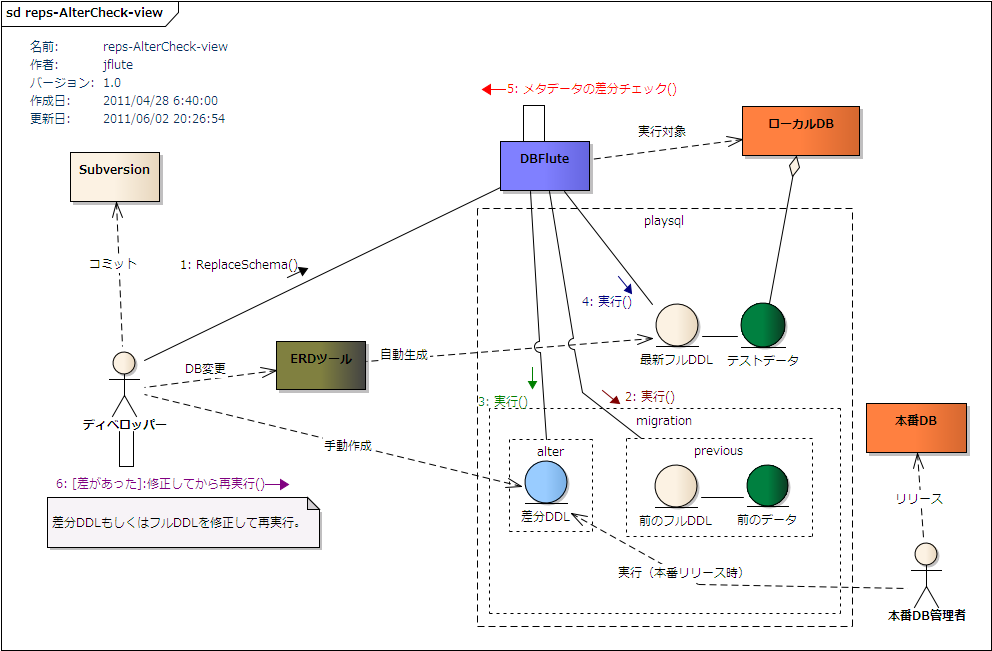 sd reps-AlterCheck-view
名前: reps-AlterCheck-view
作者: jflute
バージョン: 1.0
作成日: 2011/04/28 6:40:00
更新日: 2011/06/02 20:26:54
5: メタデータの差分チェック()
ローカルDB
実行対象
DBFlute
Subversion
playsql
コミット
1: ReplaceSchema()
4: 実行()
ERDツール
自動生成
最新フルDDL
テストデータ
DB変更
2: 実行()
3: 実行()
migration
ディベロッパー
本番DB
手動作成
alter
previous
6: [差があった]:修正してから再実行()
リリース
差分DDL
前のフルDDL
前のデータ
差分DDLもしくはフルDDLを修正して再実行。
実行（本番リリース時）
本番DB管理者